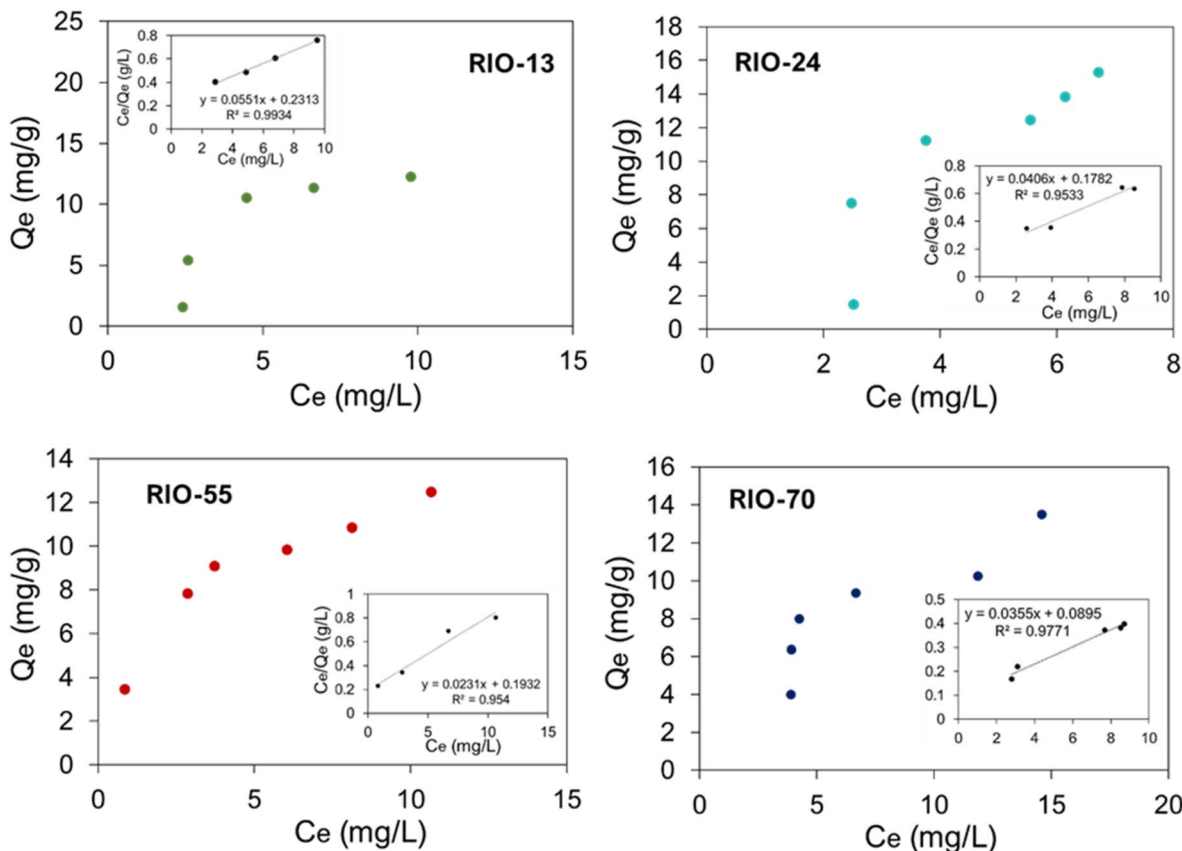 RIO-13
Qe (mg/g)
25
20
15
10
5
0
0 5 10 15
Ce (mg/L)
Ce/Qe (g/L)
0.8
0.6
0.4
0.2
0
0 2 4 6 8 10
Ce (mg/L)
y = 0.0551x + 0.2313
R² = 0.9934
RIO-24
Qe (mg/g)
18
16
14
12
10
8
6
4
2
0
0 2 4 6 8
Ce (mg/L)
Ce/Qe (g/L)
0.8
0.6
0.4
0.2
0
0 2 4 6 8 10
Ce (mg/L)
y = 0.0406x + 0.1782
R² = 0.9533
RIO-55
Qe (mg/g)
14
12
10
8
6
4
2
0
0 5 10 15
Ce (mg/L)
Ce/Qe (g/L)
1
0.8
0.6
0.4
0.2
0
0 5 10 15
Ce (mg/L)
y = 0.0231x + 0.1932
R² = 0.954
RIO-70
Qe (mg/g)
16
14
12
10
8
6
4
2
0
0 5 10 15 20
Ce (mg/L)
0.5
0.4
0.3
0.2
0.1
0
0 2 4 6 8 10
y = 0.0355x + 0.0895
R² = 0.9771